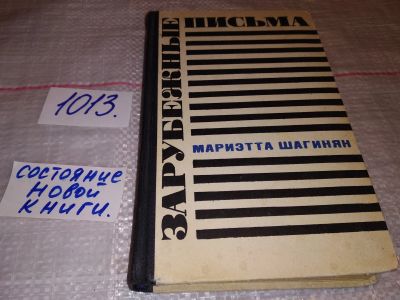 1013.
СОСТОЯНИЕ
НОВОЙ
КНИГИ.
ЗАРУБЕЖНЫЕ
ПИСЬМА
МАРИЭТТА ШАГИНЯН